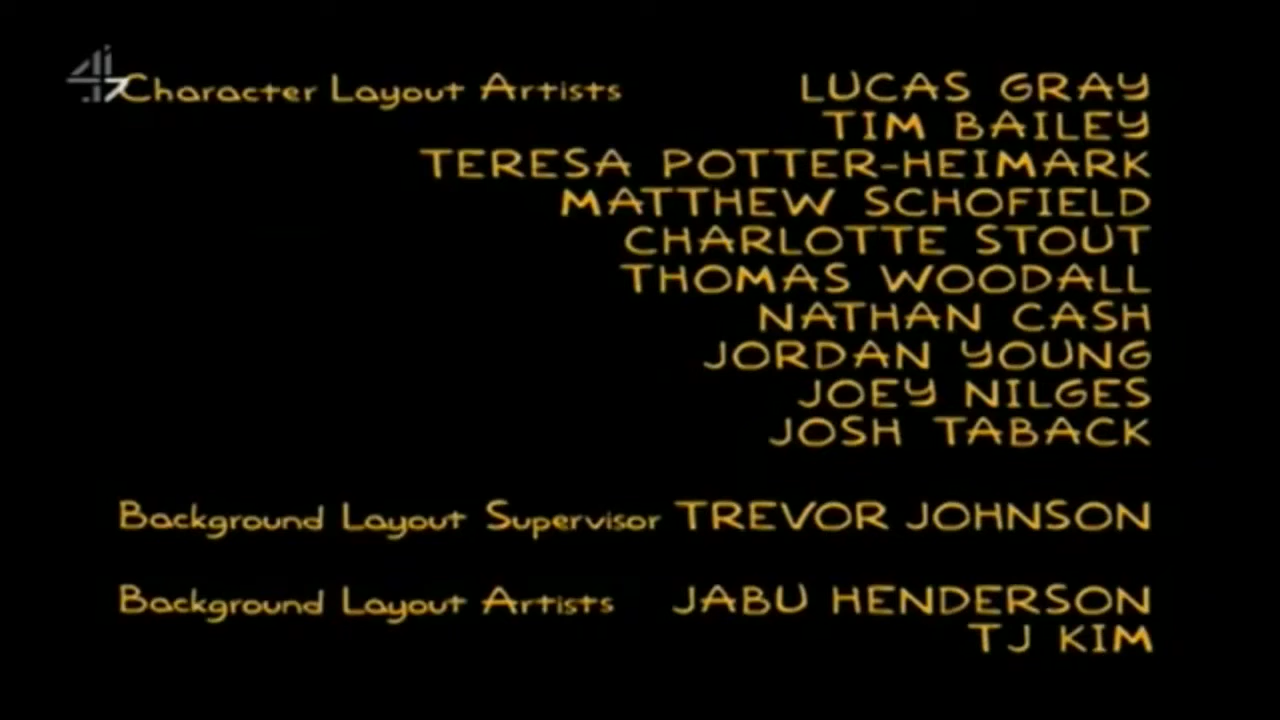 47
Character Layout Artists LUCAS GRAY
TIM BAILEY
TERESA POTTER-HEIMARK
MATTHEW SCHOFIELD
CHARLOTTE STOUT
THOMAS WOODALL
NATHAN CASH
JORDAN YOUNG
JOEY NILGES
JOSH TABACK
Background Layout Supervisor TREVOR JOHNSON
Background Layout Artists JABU HENDERSON
TJ KIM